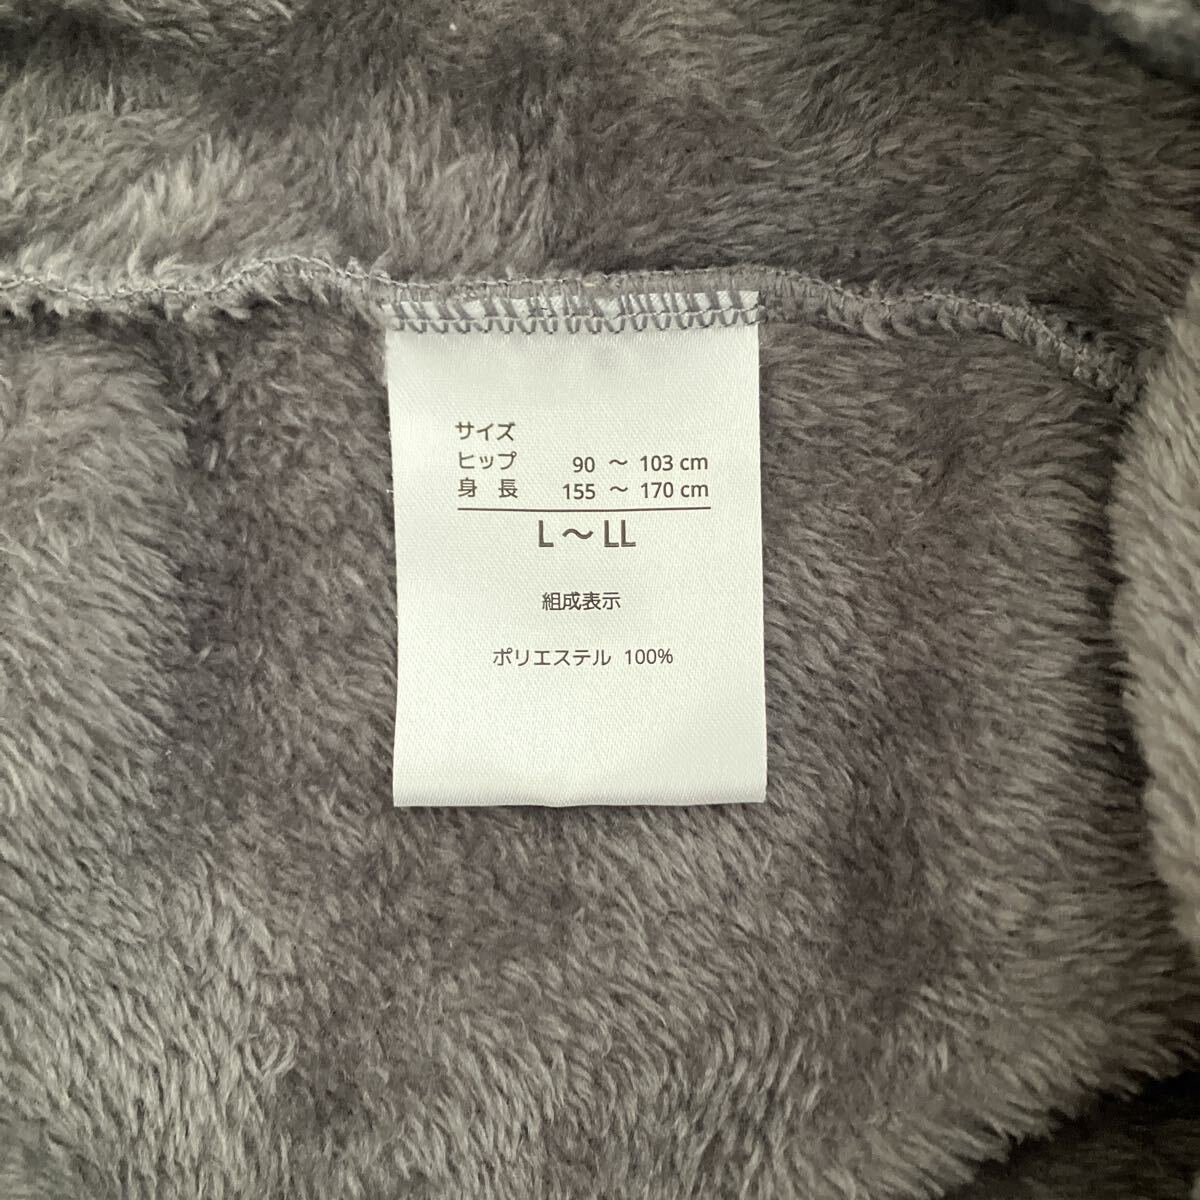 サイズ
ヒップ 90 ～ 103 cm
身 長 155 ～ 170 cm
L～LL
組成表示
ポリエステル 100%